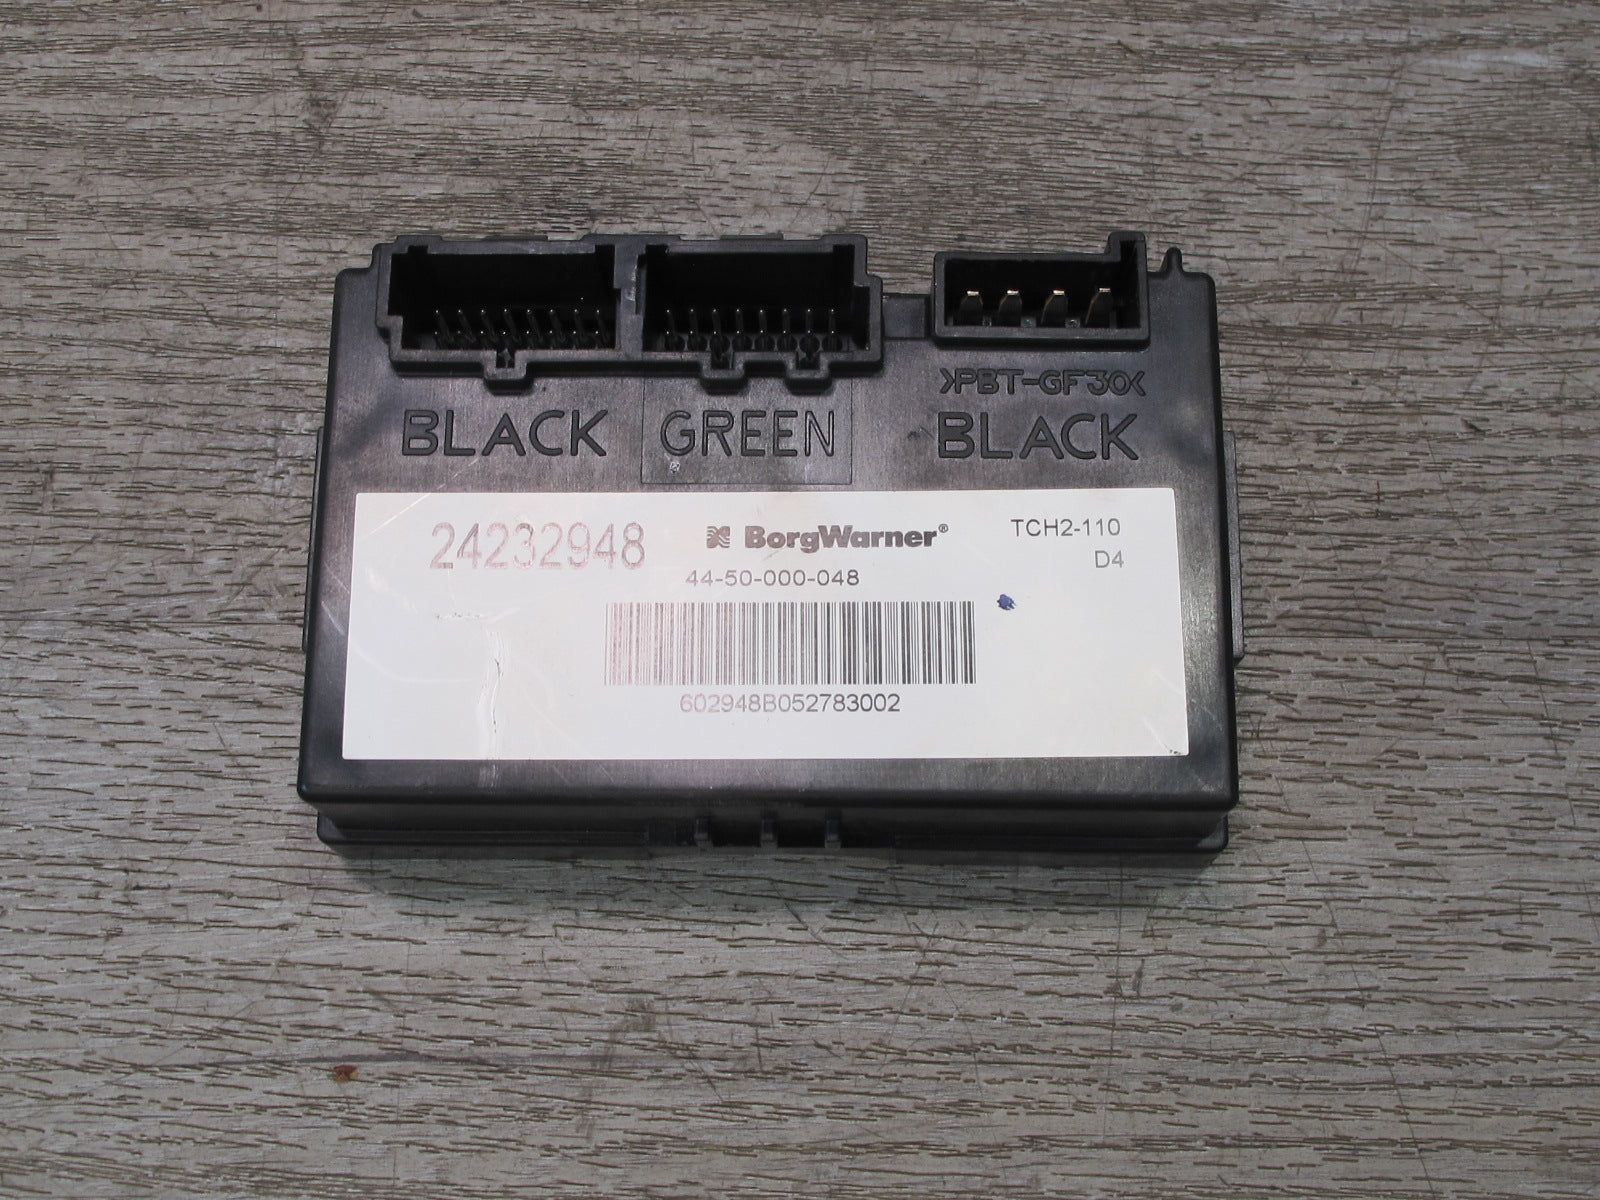 >PBT-GF30<
BLACK GREEN BLACK
24232948 BorgWarner® TCH2-110
44-50-000-048 D4
602948B052783002